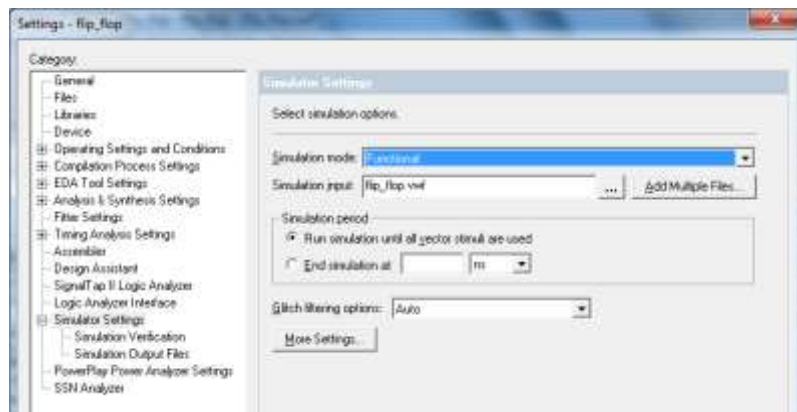 Settings - flip_flop
Category:
General
Files
Libraries
Device
Operating Settings and Conditions
Compilation Process Settings
EDA Tool Settings
Analysis & Synthesis Settings
Fitter Settings
Timing Analysis Settings
Assembler
Design Assistant
SignalTap II Logic Analyzer
Logic Analyzer Interface
Simulator Settings
Simulation Verification
Simulation Output Files
PowerPlay Power Analyzer Settings
SSN Analyzer
Simulator Settings
Select simulation options.
Simulation mode: Functional
Simulation input: flip_flop.vwf ... Add Multiple Files...
Simulation period
Run simulation until all vector stimuli are used
End simulation at: ns
Glitch filtering options: Auto
More Settings...